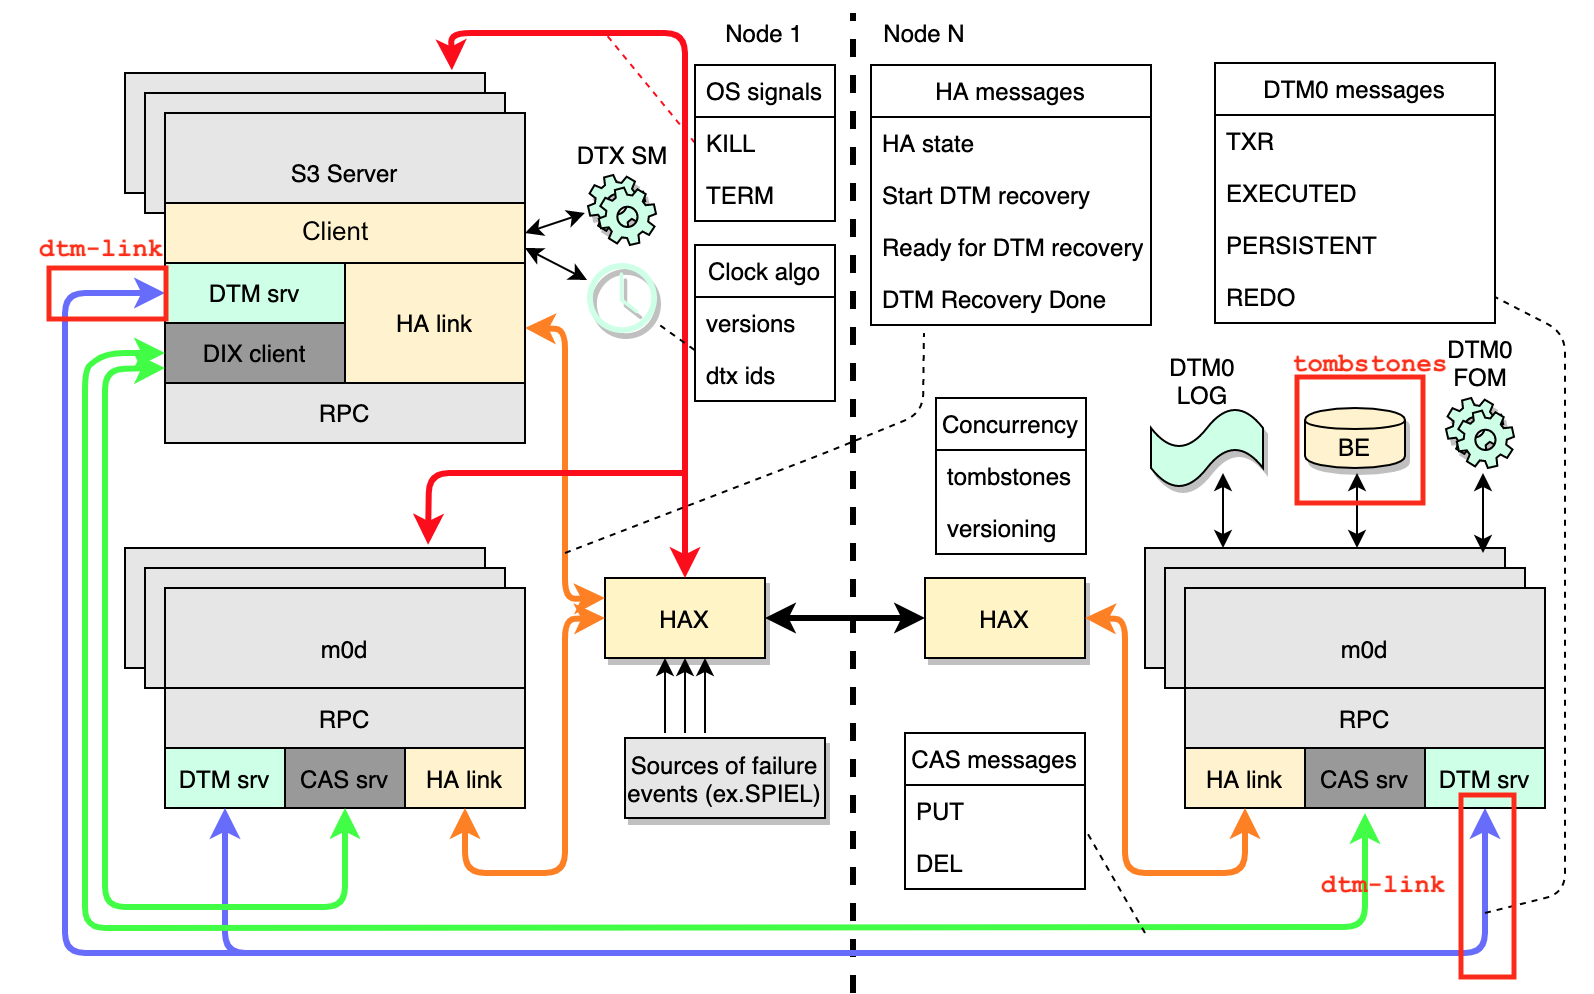 Node 1
Node N
OS signals
KILL
TERM
HA messages
HA state
Start DTM recovery
Ready for DTM recovery
DTM Recovery Done
DTM0 messages
TXR
EXECUTED
PERSISTENT
REDO
S3 Server
Client
DTM srv
HA link
DIX client
RPC
dtm-link
DTX SM
Clock algo
versions
dtx ids
Concurrency
tombstones
versioning
DTM0
LOG
tombstones
BE
DTM0
FOM
m0d
RPC
DTM srv
CAS srv
HA link
HAX
HAX
Sources of failure
events (ex.SPIEL)
CAS messages
PUT
DEL
m0d
RPC
HA link
CAS srv
DTM srv
dtm-link